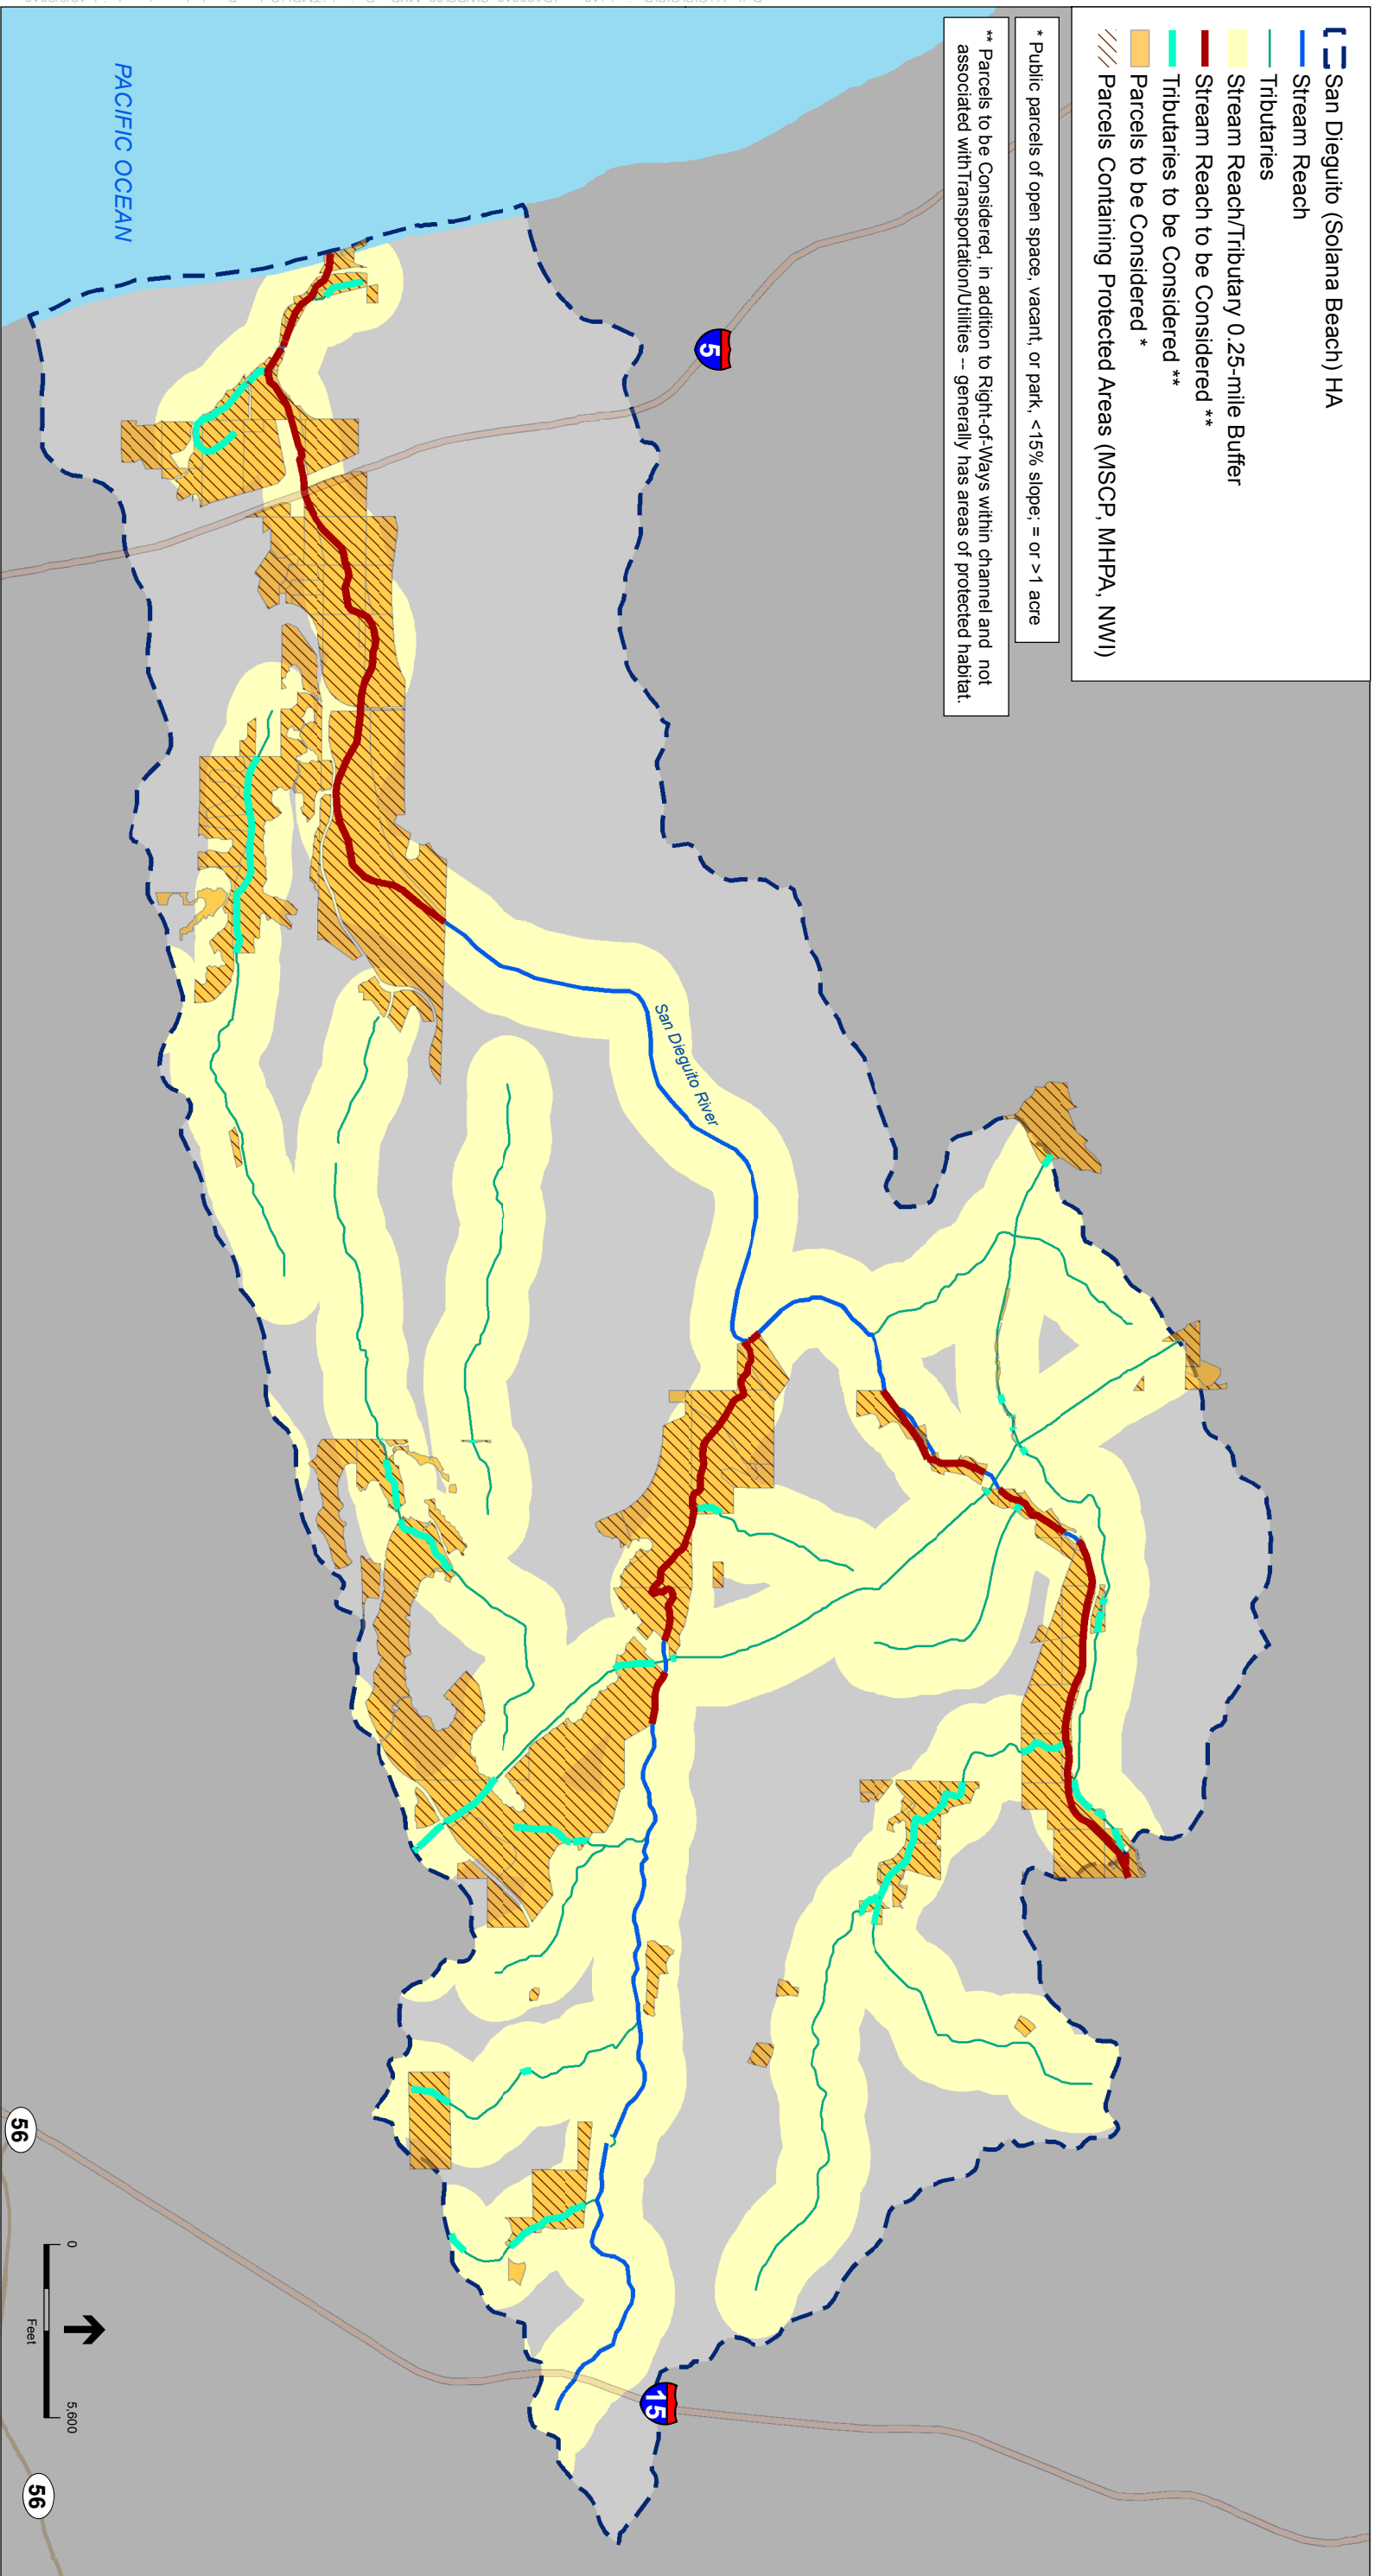 San Dieguito (Solana Beach) HA
Stream Reach
Tributaries
Stream Reach/Tributary 0.25-mile Buffer
Stream Reach to be Considered **
Tributaries to be Considered **
Parcels to be Considered *
Parcels Containing Protected Areas (MSCP, MHPA, NWI)
* Public parcels of open space, vacant, or park, <15% slope; = or >1 acre
** Parcels to be Considered, in addition to Right-of-Ways within channel and not
associated withTransportation/Utilities -- generally has areas of protected habitat.
5
San Dieguito River
15
PACIFIC OCEAN
56
0
5,600
Feet
56